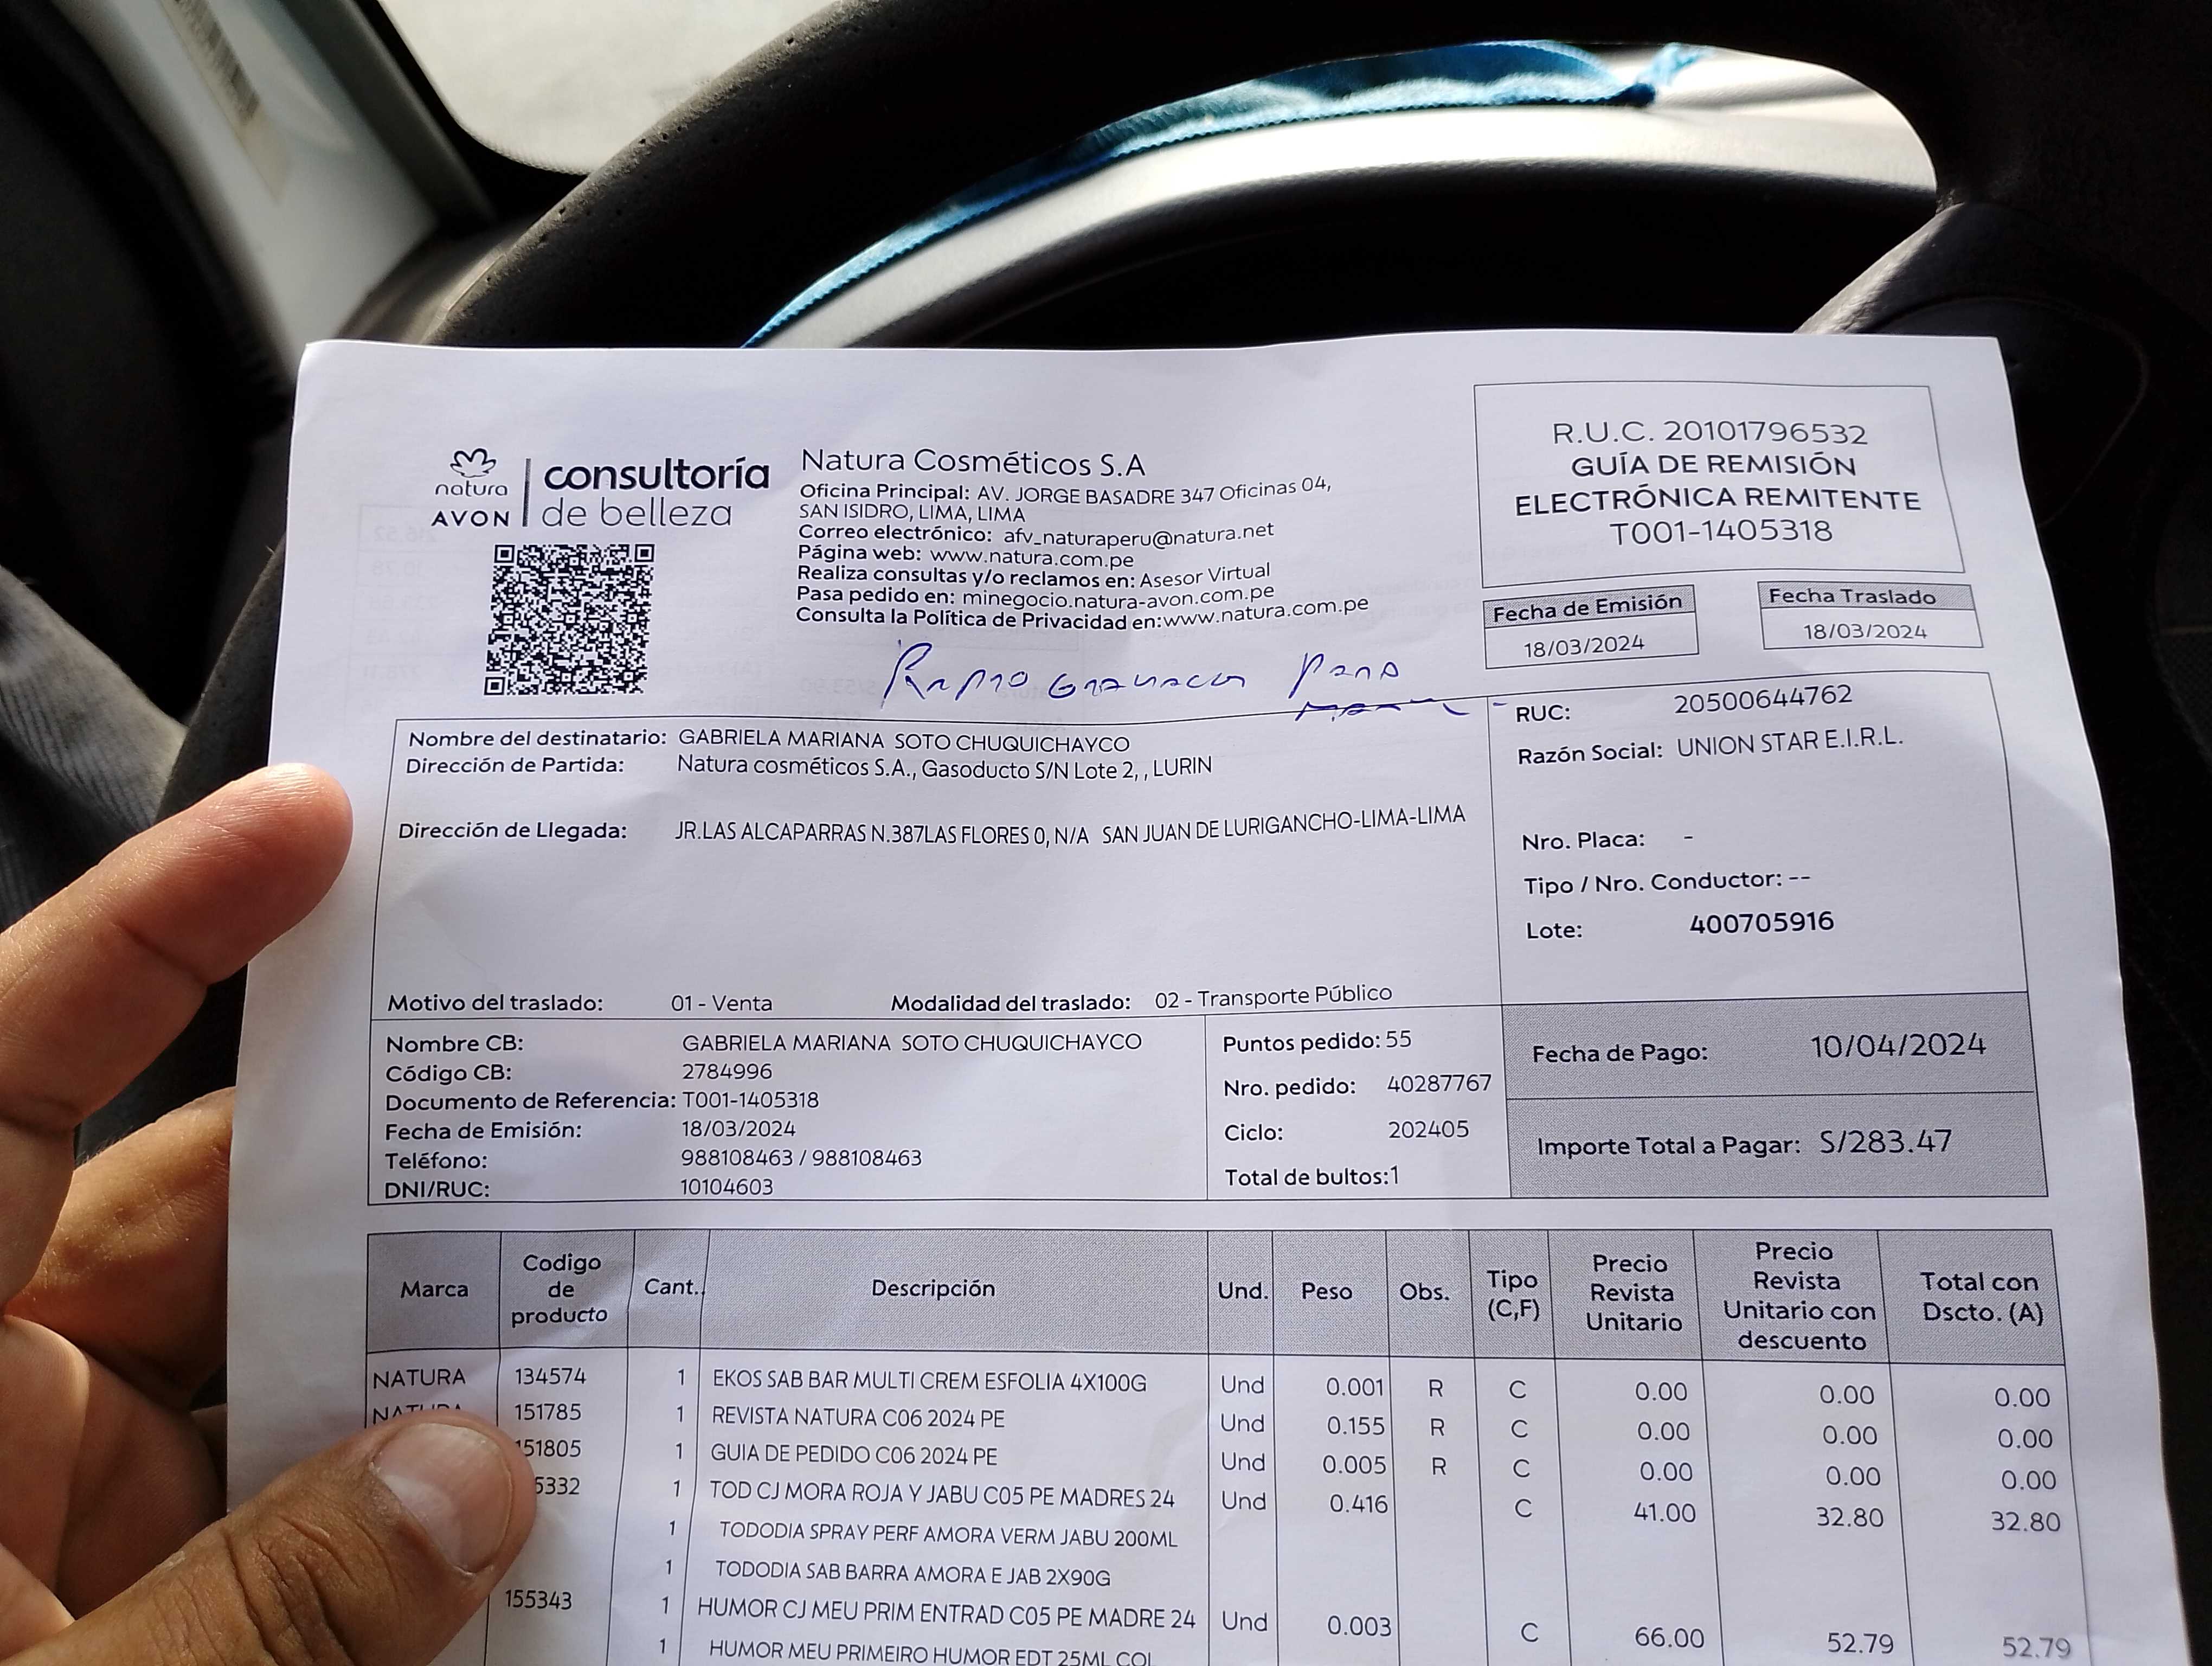 natura
AVON
consultoría
de belleza
Natura Cosméticos S.A
Oficina Principal: AV. JORGE BASADRE 347 Oficinas 04,
SAN ISIDRO, LIMA, LIMA
Correo electrónico: afv_naturaperu@natura.net
Página web: www.natura.com.pe
Realiza consultas y/o reclamos en: Asesor Virtual
Pasa pedido en: minegocio.natura-avon.com.pe
Consulta la Política de Privacidad en:www.natura.com.pe
R.U.C. 20101796532
GUÍA DE REMISIÓN
ELECTRÓNICA REMITENTE
T001-1405318
Fecha de Emisión
18/03/2024
Fecha Traslado
18/03/2024
Nombre del destinatario: GABRIELA MARIANA SOTO CHUQUICHAYCO
Dirección de Partida: Natura cosméticos S.A., Gasoducto S/N Lote 2, , LURIN
Dirección de Llegada: JR.LAS ALCAPARRAS N.387LAS FLORES 0, N/A SAN JUAN DE LURIGANCHO-LIMA-LIMA
Motivo del traslado: 01 - Venta Modalidad del traslado: 02 - Transporte Público
RUC: 20500644762
Razón Social: UNION STAR E.I.R.L.
Nro. Placa: -
Tipo / Nro. Conductor: --
Lote: 400705916
Nombre CB: GABRIELA MARIANA SOTO CHUQUICHAYCO
Código CB: 2784996
Documento de Referencia: T001-1405318
Fecha de Emisión: 18/03/2024
Teléfono: 988108463 / 988108463
DNI/RUC: 10104603
Puntos pedido: 55
Nro. pedido: 40287767
Ciclo: 202405
Total de bultos:1
Fecha de Pago: 10/04/2024
Importe Total a Pagar: S/283.47
Marca
Codigo
de
producto
Cant.
Descripción
Und.
Peso
Obs.
Tipo
(C,F)
Precio
Revista
Unitario
Precio
Revista
Unitario con
descuento
Total con
Dscto. (A)
NATURA 134574 1 EKOS SAB BAR MULTI CREM ESFOLIA 4X100G Und 0.001 R C 0.00 0.00 0.00
NATURA 151785 1 REVISTA NATURA C06 2024 PE Und 0.155 R C 0.00 0.00 0.00
151805 1 GUIA DE PEDIDO C06 2024 PE Und 0.005 R C 0.00 0.00 0.00
5332 1 TOD CJ MORA ROJA Y JABU C05 PE MADRES 24 Und 0.416 C 41.00 32.80 32.80
1 TODODIA SPRAY PERF AMORA VERM JABU 200ML
1 TODODIA SAB BARRA AMORA E JAB 2X90G
155343 1 HUMOR CJ MEU PRIM ENTRAD C05 PE MADRE 24 Und 0.003 C 66.00 52.79 52.79
1 HUMOR MEU PRIMEIRO HUMOR EDT 25ML COL